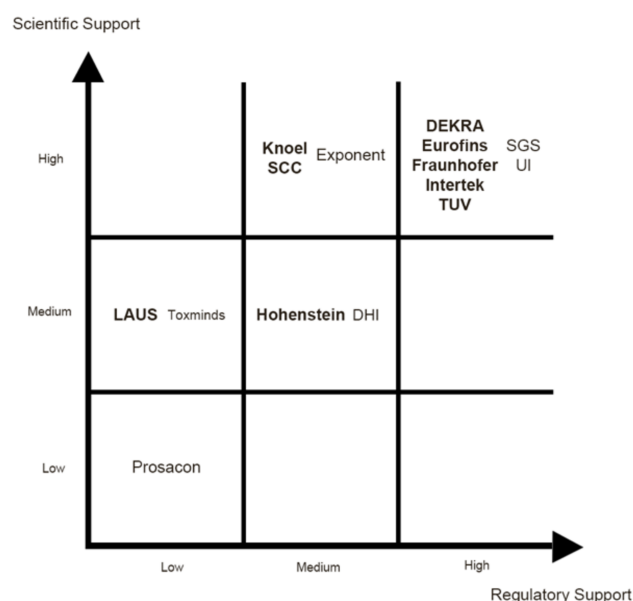 Scientific Support
High
Knoel
SCC
Exponent
DEKRA
Eurofins
Fraunhofer
Intertek
TUV
SGS
UI
Medium
LAUS Toxminds
Hohenstein DHI
Low
Prosacon
Low Medium High
Regulatory Support